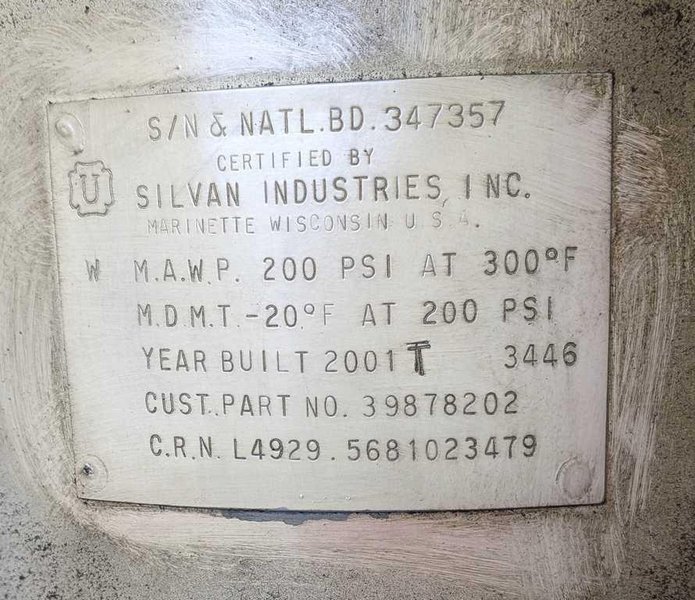 S/N & NATL.BD. 347357
CERTIFIED BY
U SILVAN INDUSTRIES, INC.
MARINETTE WISCONSIN U.S.A.
W M.A.W.P. 200 PSI AT 300°F
M.D.M.T. -20°F AT 200 PSI
YEAR BUILT 2001 T 3446
CUST. PART NO. 39878202
C.R.N. L4929.5681023479